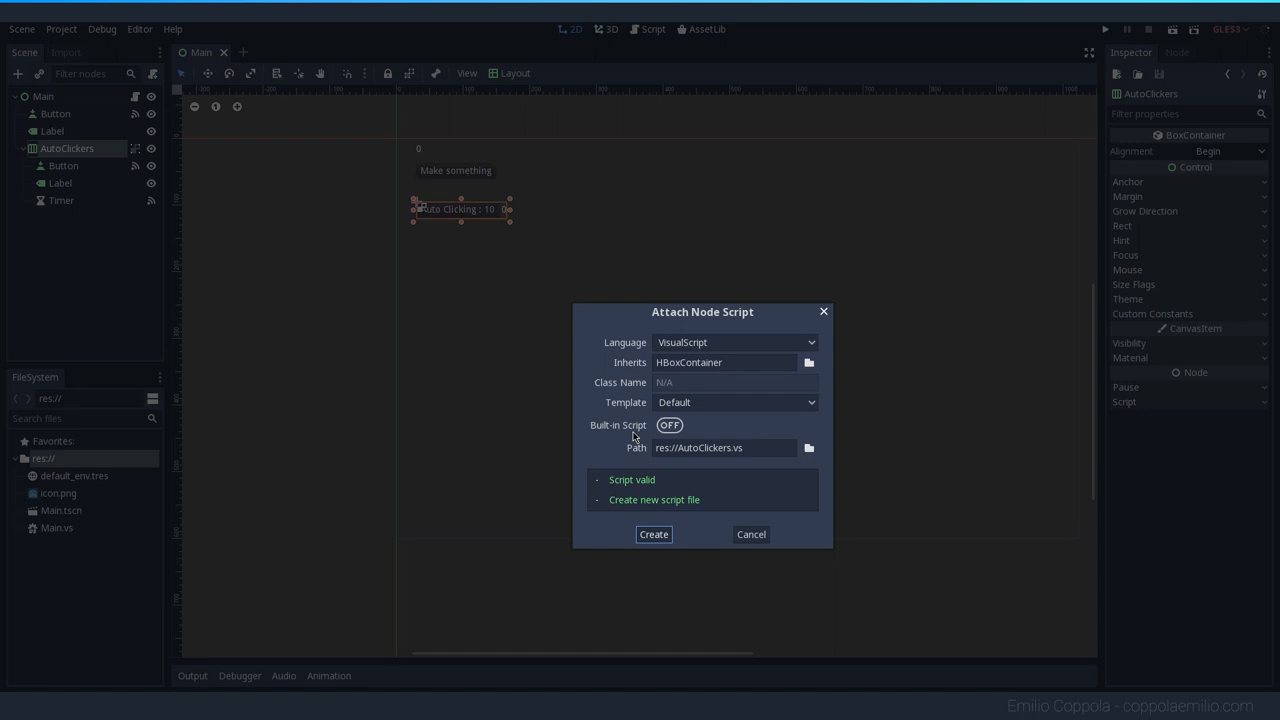 Scene Project Debug Editor Help
2D 3D Script AssetLib
GLES3
Scene Import
Filter nodes
Main
Button
Label
AutoClickers
Button
Label
Timer
FileSystem
res://
Search files
Favorites:
res://
default_env.tres
icon.png
Main.tscn
Main.vs
Main
View Layout
0
Make something
Auto Clicking : 10 0
Attach Node Script
Language VisualScript
Inherits HBoxContainer
Class Name N/A
Template Default
Built-in Script OFF
Path res://AutoClickers.vs
- Script valid
- Create new script file
Create Cancel
Output Debugger Audio Animation
Inspector Node
AutoClickers
Filter properties
BoxContainer
Alignment Begin
Control
Anchor
Margin
Grow Direction
Rect
Hint
Focus
Mouse
Size Flags
Theme
Custom Constants
CanvasItem
Visibility
Material
Node
Pause
Script
Emilio Coppola - coppolaemilio.com